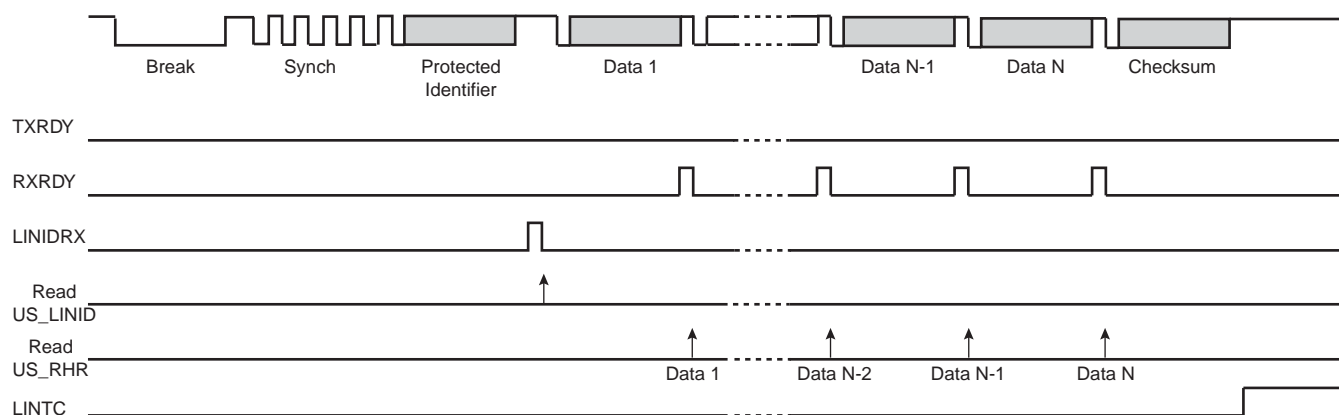 Break Synch Protected Data 1 Data N-1 Data N Checksum
Identifier
TXRDY
RXRDY
LINIDRX
Read
US_LINID
Read
US_RHR
Data 1 Data N-2 Data N-1 Data N
LINTC